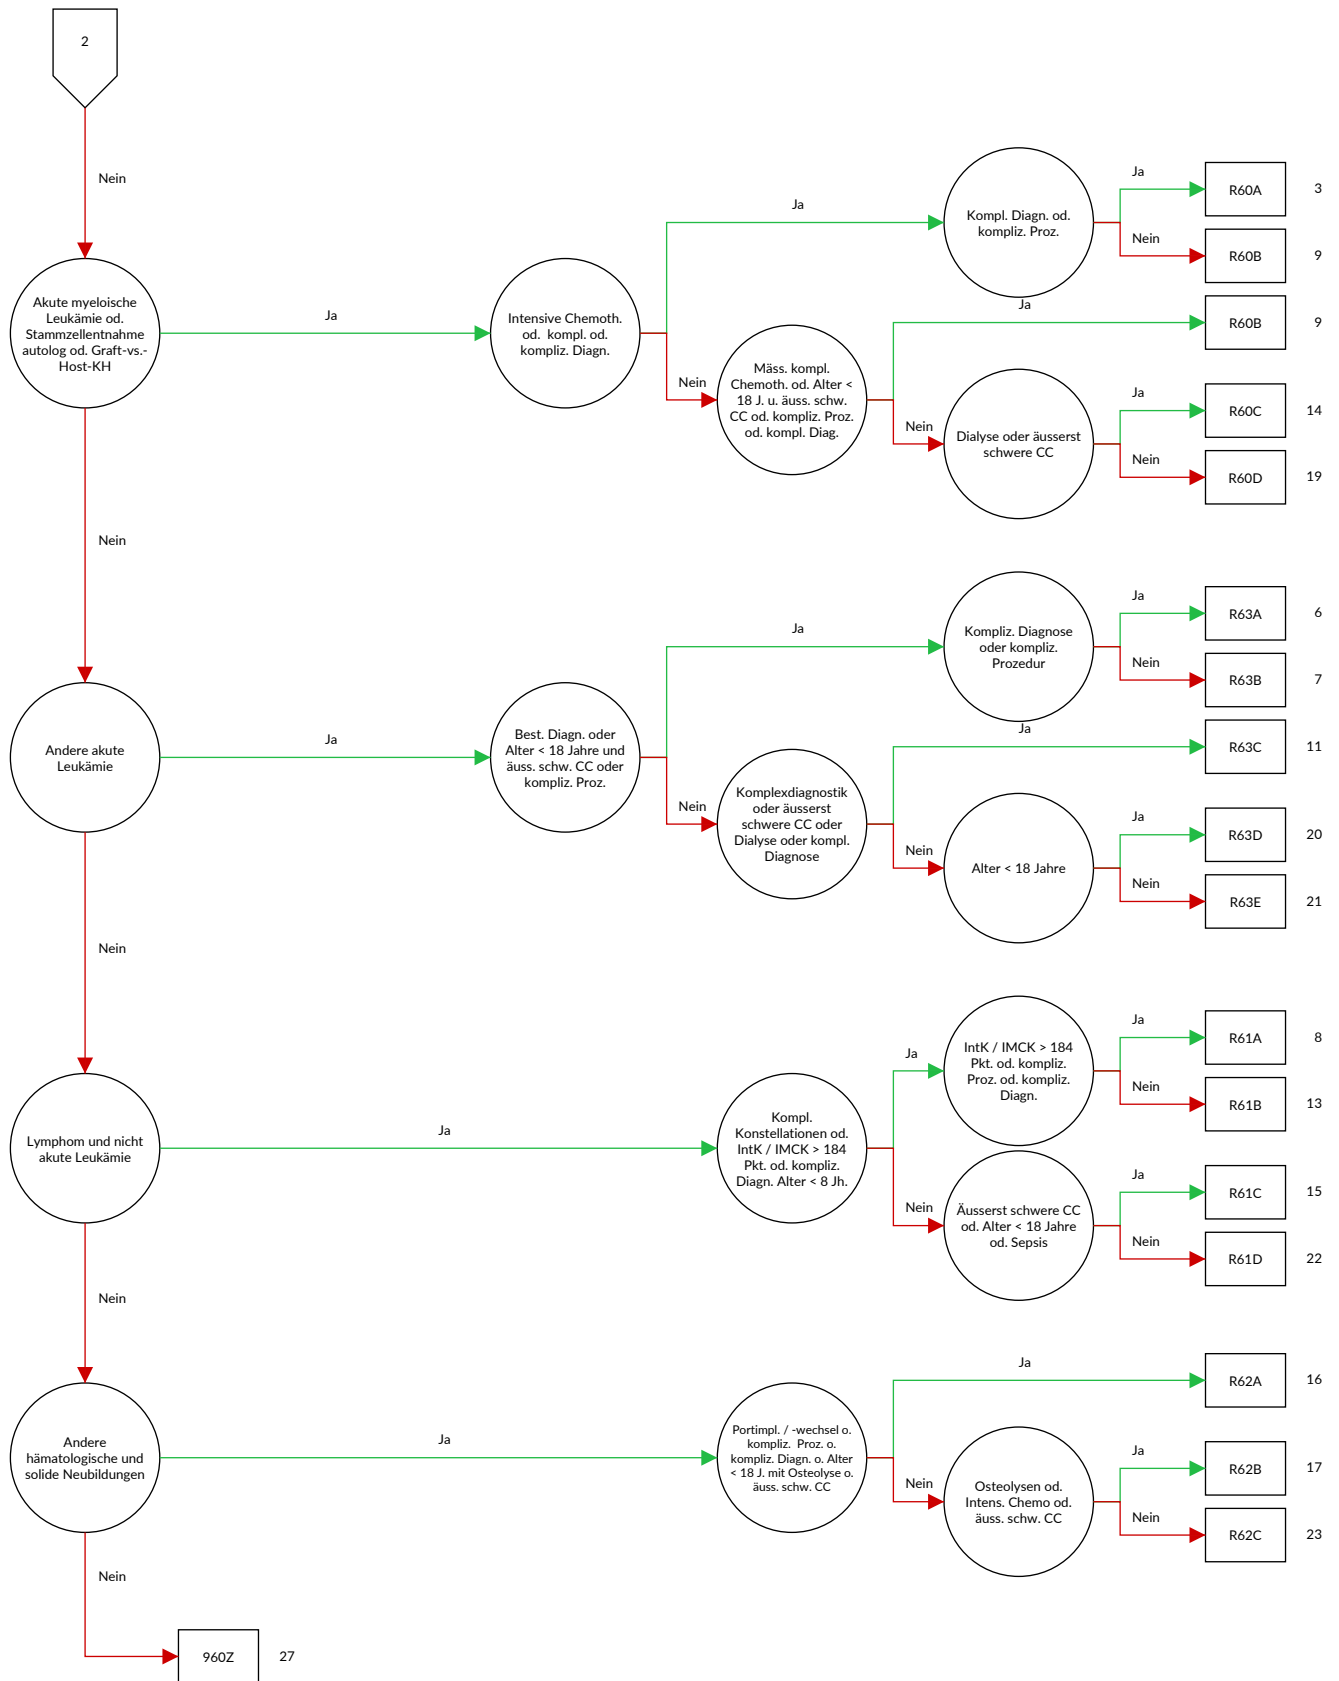 2
Nein
Akute myeloische
Leukämie od.
Stammzellentnahme
autolog od. Graft-vs.-
Host-KH
Ja
Intensive Chemoth.
od. kompl. od.
kompliz. Diagn.
Ja
Kompl. Diagn. od.
kompliz. Proz.
Ja
R60A
3
Nein
R60B
9
Nein
Mäss. kompl.
Chemoth. od. Alter <
18 J. u. äuss. schw.
CC od. kompliz. Proz.
od. kompl. Diag.
Ja
R60B
9
Nein
Dialyse oder äusserst
schwere CC
Ja
R60C
14
Nein
R60D
19
Nein
Andere akute
Leukämie
Ja
Best. Diagn. oder
Alter < 18 Jahre und
äuss. schw. CC oder
kompliz. Proz.
Ja
Kompliz. Diagnose
oder kompliz.
Prozedur
Ja
R63A
6
Nein
R63B
7
Nein
Komplexdiagnostik
oder äusserst
schwere CC oder
Dialyse oder kompl.
Diagnose
Ja
R63C
11
Nein
Alter < 18 Jahre
Ja
R63D
20
Nein
R63E
21
Nein
Lymphom und nicht
akute Leukämie
Ja
Kompl.
Konstellationen od.
IntK / IMCK > 184
Pkt. od. kompliz.
Diagn. Alter < 8 Jh.
Ja
IntK / IMCK > 184
Pkt. od. kompliz.
Proz. od. kompliz.
Diagn.
Ja
R61A
8
Nein
R61B
13
Nein
Äusserst schwere CC
od. Alter < 18 Jahre
od. Sepsis
Ja
R61C
15
Nein
R61D
22
Nein
Andere
hämatologische und
solide Neubildungen
Ja
Portimpl. / -wechsel o.
kompliz. Proz. o.
kompliz. Diagn. o. Alter
< 18 J. mit Osteolyse o.
äuss. schw. CC
Ja
R62A
16
Nein
Osteolysen od.
Intens. Chemo od.
äuss. schw. CC
Ja
R62B
17
Nein
R62C
23
Nein
960Z
27